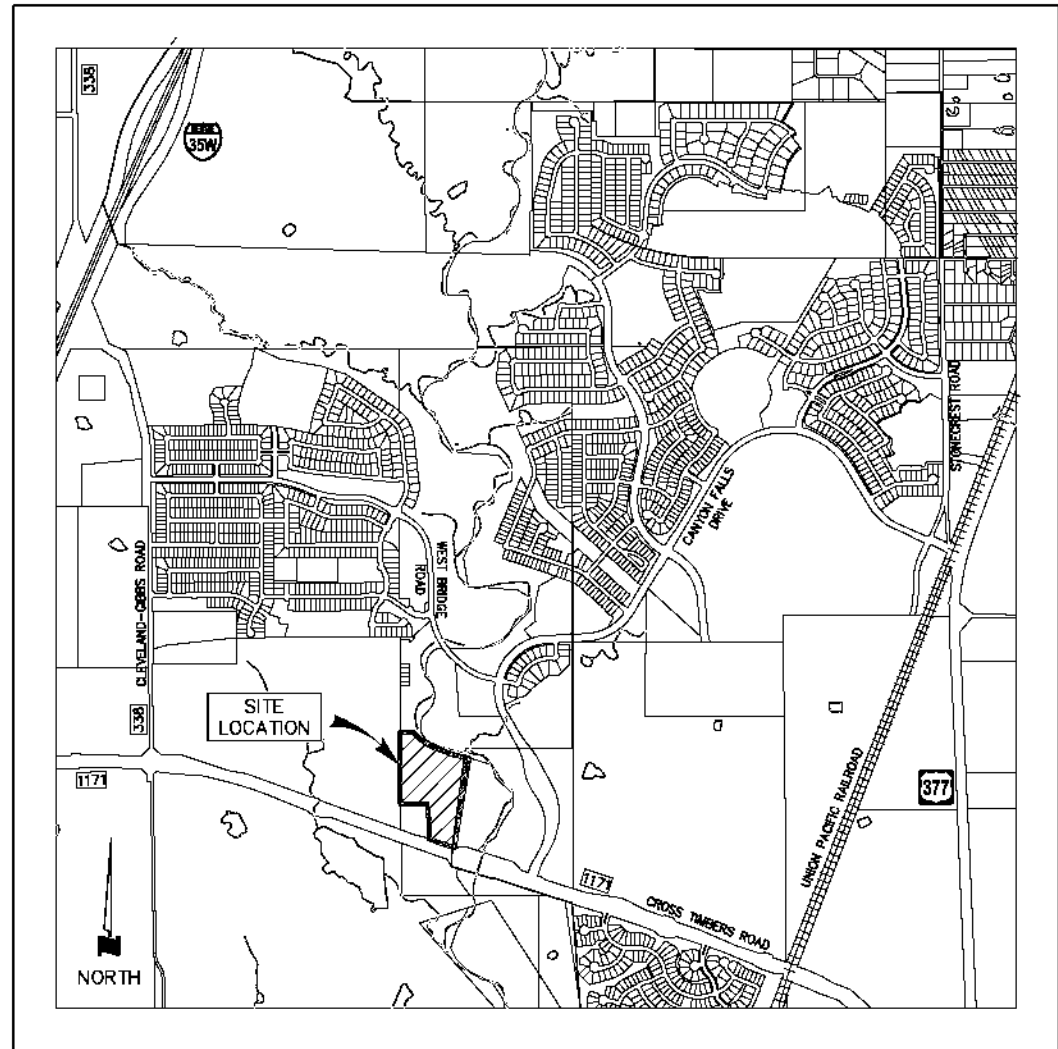 338
35W
STONECREST ROAD
CANYON FALLS
DRIVE
WEST BRIDGE
ROAD
CLEVELAND-GIBBS ROAD
SITE
LOCATION
338
1171
377
UNION PACIFIC RAILROAD
1171
CROSS TIMBERS ROAD
NORTH